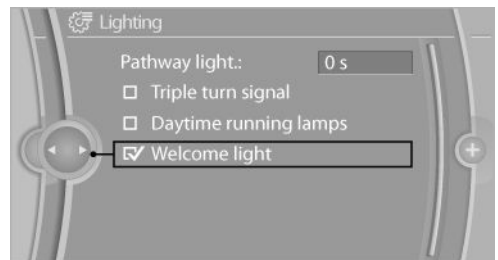 Lighting
Pathway light.: 0 s
Triple turn signal
Daytime running lamps
Welcome light